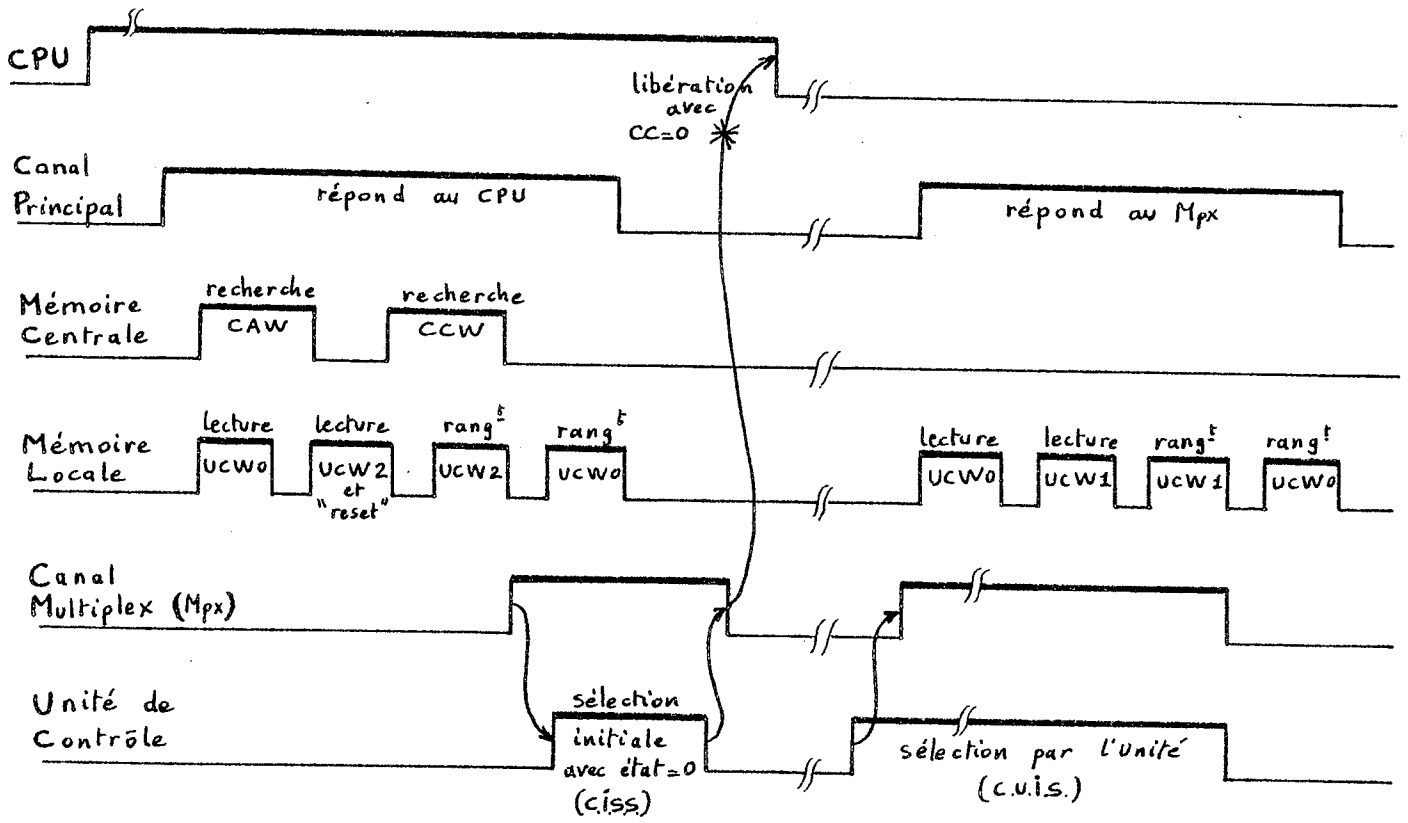 CPU
libération
avec
CC=0
Canal
Principal
répond au CPU
répond au Mpx
Mémoire
Centrale
recherche
CAW
recherche
CCW
Mémoire
Locale
lecture
UCW0
lecture
UCW2
et
"reset"
rangt
UCW2
rangt
UCW0
lecture
UCW0
lecture
UCW1
rangt
UCW1
rangt
UCW0
Canal
Multiplex (Mpx)
Unité de
Contrôle
sélection
initiale
avec état=0
(c.i.s.s.)
sélection par l'unité
(c.u.i.s.)